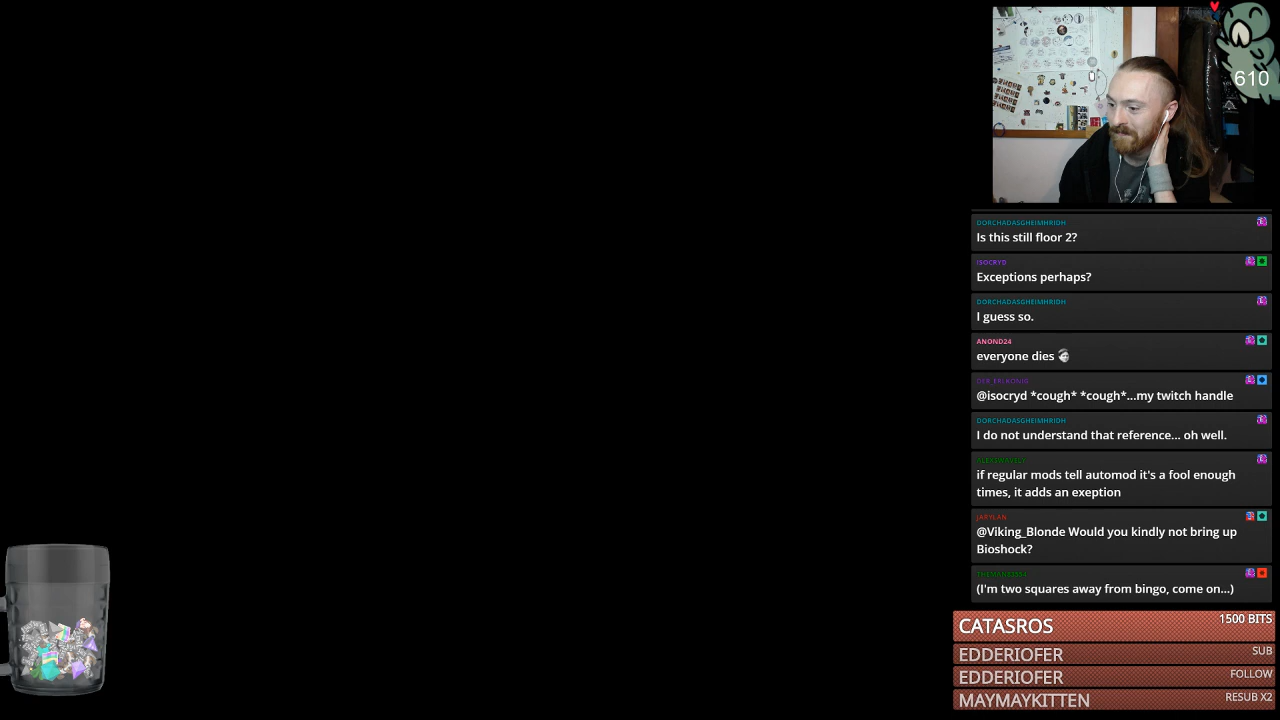 610
DORCHADASGHEIMHRIDH
Is this still floor 2?
ISOCRYD
Exceptions perhaps?
DORCHADASGHEIMHRIDH
I guess so.
ANOND24
everyone dies
DER_ERLKONIG
@isocryd *cough* *cough*...my twitch handle
DORCHADASGHEIMHRIDH
I do not understand that reference... oh well.
if regular mods tell automod it's a fool enough
times, it adds an exeption
JARYLAN
@Viking_Blonde Would you kindly not bring up
Bioshock?
(I'm two squares away from bingo, come on...)
CATASROS 1500 BITS
EDDERIOFER SUB
EDDERIOFER FOLLOW
MAYMAYKITTEN RESUB X2